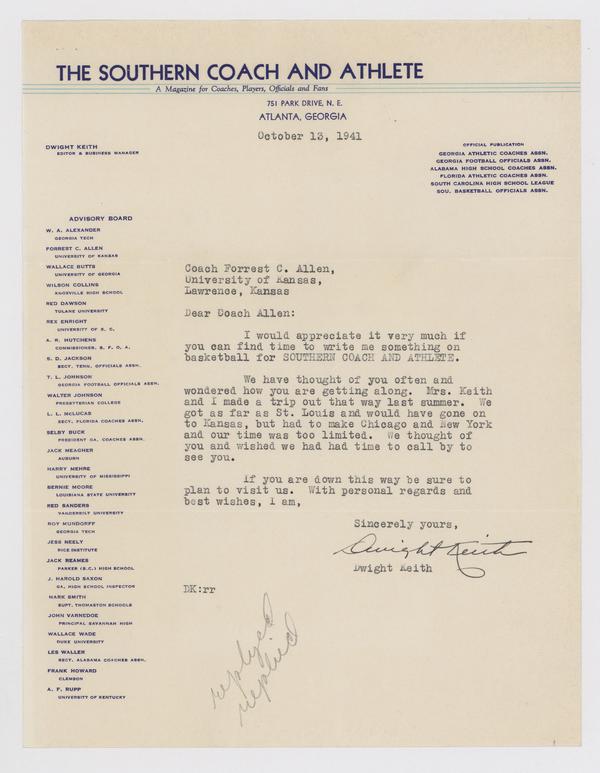 THE SOUTHERN COACH AND ATHLETE
A Magazine for Coaches, Players, Officials and Fans
751 PARK DRIVE, N. E.
ATLANTA, GEORGIA
October 13, 1941
DWIGHT KEITH
EDITOR & BUSINESS MANAGER
OFFICIAL PUBLICATION
GEORGIA ATHLETIC COACHES ASSN.
GEORGIA FOOTBALL OFFICIALS ASSN.
ALABAMA HIGH SCHOOL COACHES ASSN.
FLORIDA ATHLETIC COACHES ASSN.
SOUTH CAROLINA HIGH SCHOOL LEAGUE
SOU. BASKETBALL OFFICIALS ASSN.
ADVISORY BOARD
W. A. ALEXANDER
GEORGIA TECH
FORREST C. ALLEN
UNIVERSITY OF KANSAS
WALLACE BUTTS
UNIVERSITY OF GEORGIA
WILSON COLLINS
KNOXVILLE HIGH SCHOOL
RED DAWSON
TULANE UNIVERSITY
REX ENRIGHT
UNIVERSITY OF S. C.
A. R. HUTCHENS
COMMISSIONER, S. F. O. A.
S. D. JACKSON
SECY, TENN. OFFICIALS ASSN.
T. L. JOHNSON
GEORGIA FOOTBALL OFFICIALS ASSN.
WALTER JOHNSON
PRESBYTERIAN COLLEGE
L. L. McLUCAS
SECY, FLORIDA COACHES ASSN.
SELBY BUCK
PRESIDENT GA. COACHES ASSN.
JACK MEAGHER
AUBURN
HARRY MEHRE
UNIVERSITY OF MISSISSIPPI
BERNIE MOORE
LOUISIANA STATE UNIVERSITY
RED SANDERS
VANDERBILT UNIVERSITY
ROY MUNDORFF
GEORGIA TECH
JESS NEELY
RICE INSTITUTE
JACK REAMES
PARKER (S.C.) HIGH SCHOOL
J. HAROLD SAXON
GA. HIGH SCHOOL INSPECTOR
MARK SMITH
SUPT. THOMASTON SCHOOLS
JOHN VARNEDOE
PRINCIPAL SAVANNAH HIGH
WALLACE WADE
DUKE UNIVERSITY
LES WALLER
SECY. ALABAMA COACHES ASSN.
FRANK HOWARD
CLEMSON
A. F. RUPP
UNIVERSITY OF KENTUCKY
Coach Forrest C. Allen,
University of Kansas,
Lawrence, Kansas
Dear Coach Allen:
I would appreciate it very much if
you can find time to write me something on
basketball for SOUTHERN COACH AND ATHLETE.
We have thought of you often and
wondered how you are getting along. Mrs. Keith
and I made a trip out that way last summer. We
got as far as St. Louis and would have gone on
to Kansas, but had to make Chicago and New York
and our time was too limited. We thought of
you and wished we had had time to call by to
see you.
If you are down this way be sure to
plan to visit us. With personal regards and
best wishes, I am,
Sincerely yours,
Dwight Keith
Dwight Keith
DK:rr
replyed
replied